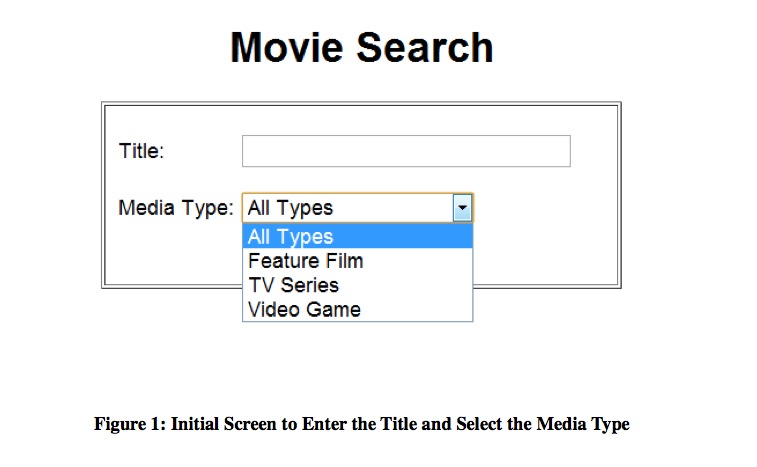 Movie Search
Title:
Media Type: All Types
All Types
Feature Film
TV Series
Video Game
Figure 1: Initial Screen to Enter the Title and Select the Media Type